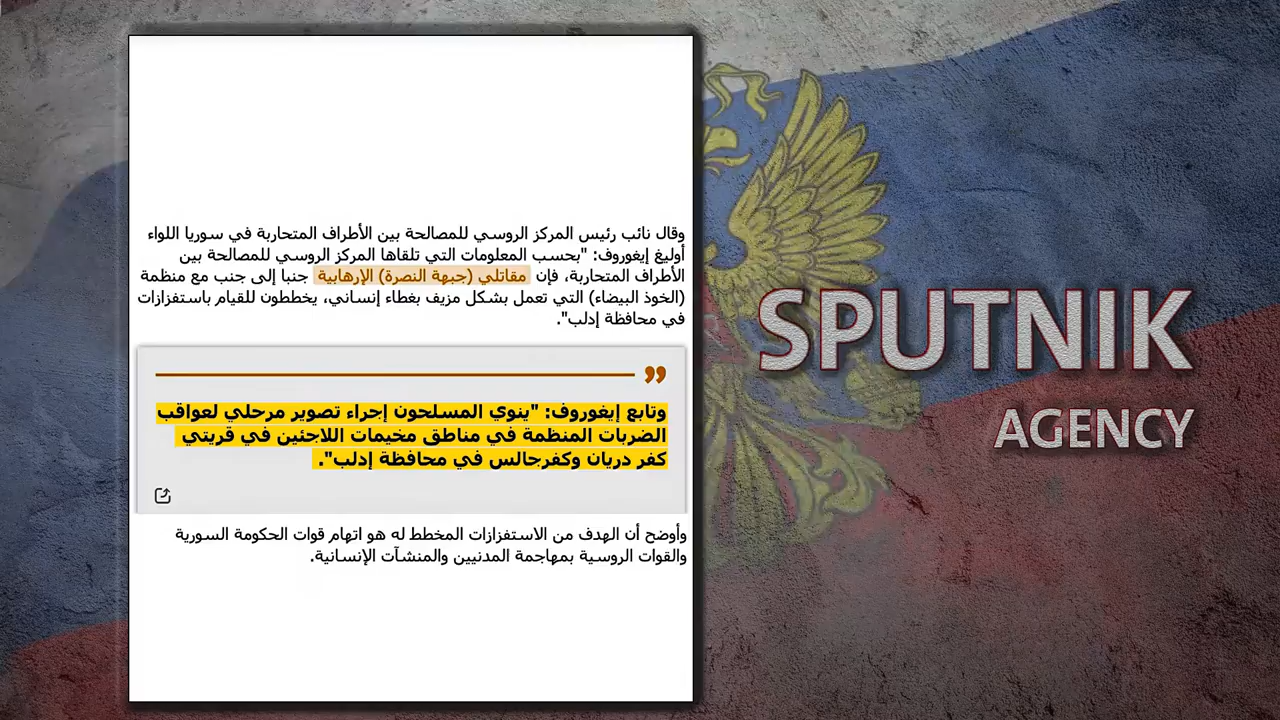 وقال نائب رئيس المركز الروسي للمصالحة بين الأطراف المتحاربة في سوريا اللواء
أوليغ إيغوروف: "بحسب المعلومات التي تلقاها المركز الروسي للمصالحة بين
الأطراف المتحاربة، فإن مقاتلي (جبهة النصرة) الإرهابية جنبا إلى جنب مع منظمة
(الخوذ البيضاء) التي تعمل بشكل مزيف بغطاء إنساني، يخططون للقيام باستفزازات
في محافظة إدلب".
وتابع إيغوروف: "ينوي المسلحون إجراء تصوير مرحلي لعواقب
الضربات المنظمة في مناطق مخيمات اللاجئين في قريتي
كفر دريان وكفرجالس في محافظة إدلب".
وأوضح أن الهدف من الاستفزازات المخطط له هو اتهام قوات الحكومة السورية
والقوات الروسية بمهاجمة المدنيين والمنشآت الإنسانية.
SPUTNIK
AGENCY